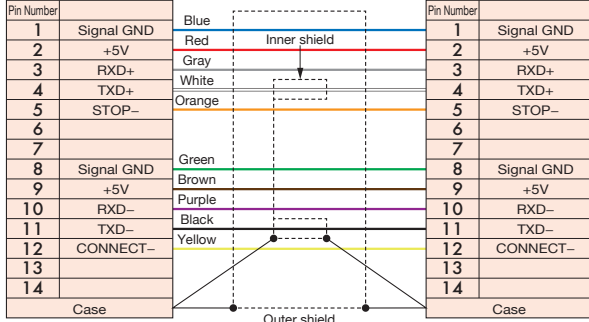 Pin Number Pin Number
1 Signal GND Blue 1 Signal GND
2 +5V Red Inner shield 2 +5V
3 RXD+ Gray 3 RXD+
4 TXD+ White 4 TXD+
5 STOP− Orange 5 STOP−
6 6
7 7
8 Signal GND Green 8 Signal GND
9 +5V Brown 9 +5V
10 RXD− Purple 10 RXD−
11 TXD− Black 11 TXD−
12 CONNECT− Yellow 12 CONNECT−
13 13
14 14
Case Case
Outer shield